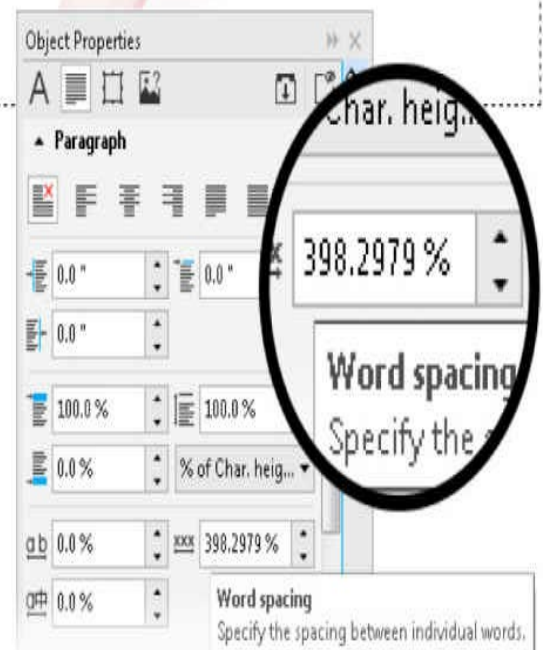 Object Properties
Paragraph
0.0 "
0.0 "
0.0 "
100.0 %
100.0 %
0.0 %
% of Char. heig...
ab 0.0 %
xxx 398.2979 %
0.0 %
Word spacing
Specify the spacing between individual words.
Char. heig...
398.2979 %
Word spacing
Specify the